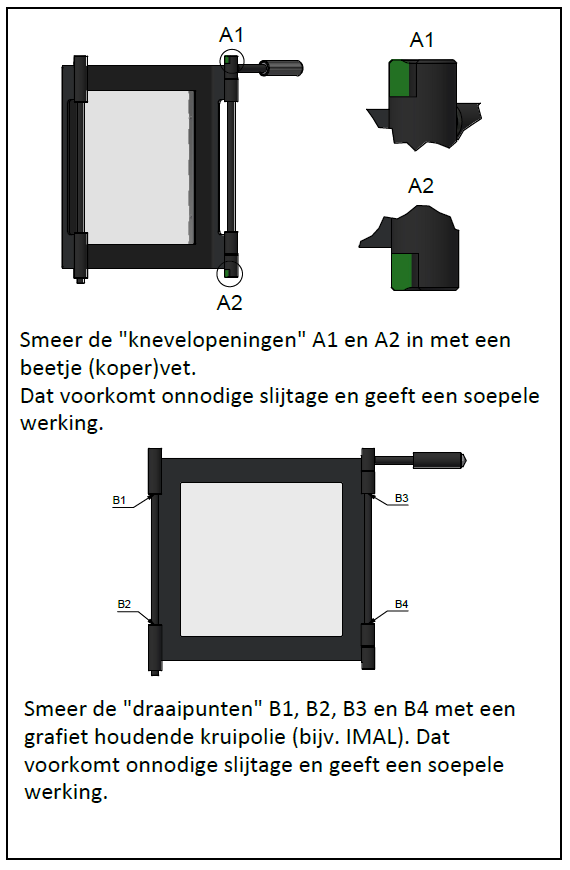 A1
A1
A2
A2
Smeer de "knevelopeningen" A1 en A2 in met een
beetje (koper)vet.
Dat voorkomt onnodige slijtage en geeft een soepele
werking.
B1
B3
B2
B4
Smeer de "draaipunten" B1, B2, B3 en B4 met een
grafiet houdende kruipolie (bijv. IMAL). Dat
voorkomt onnodige slijtage en geeft een soepele
werking.